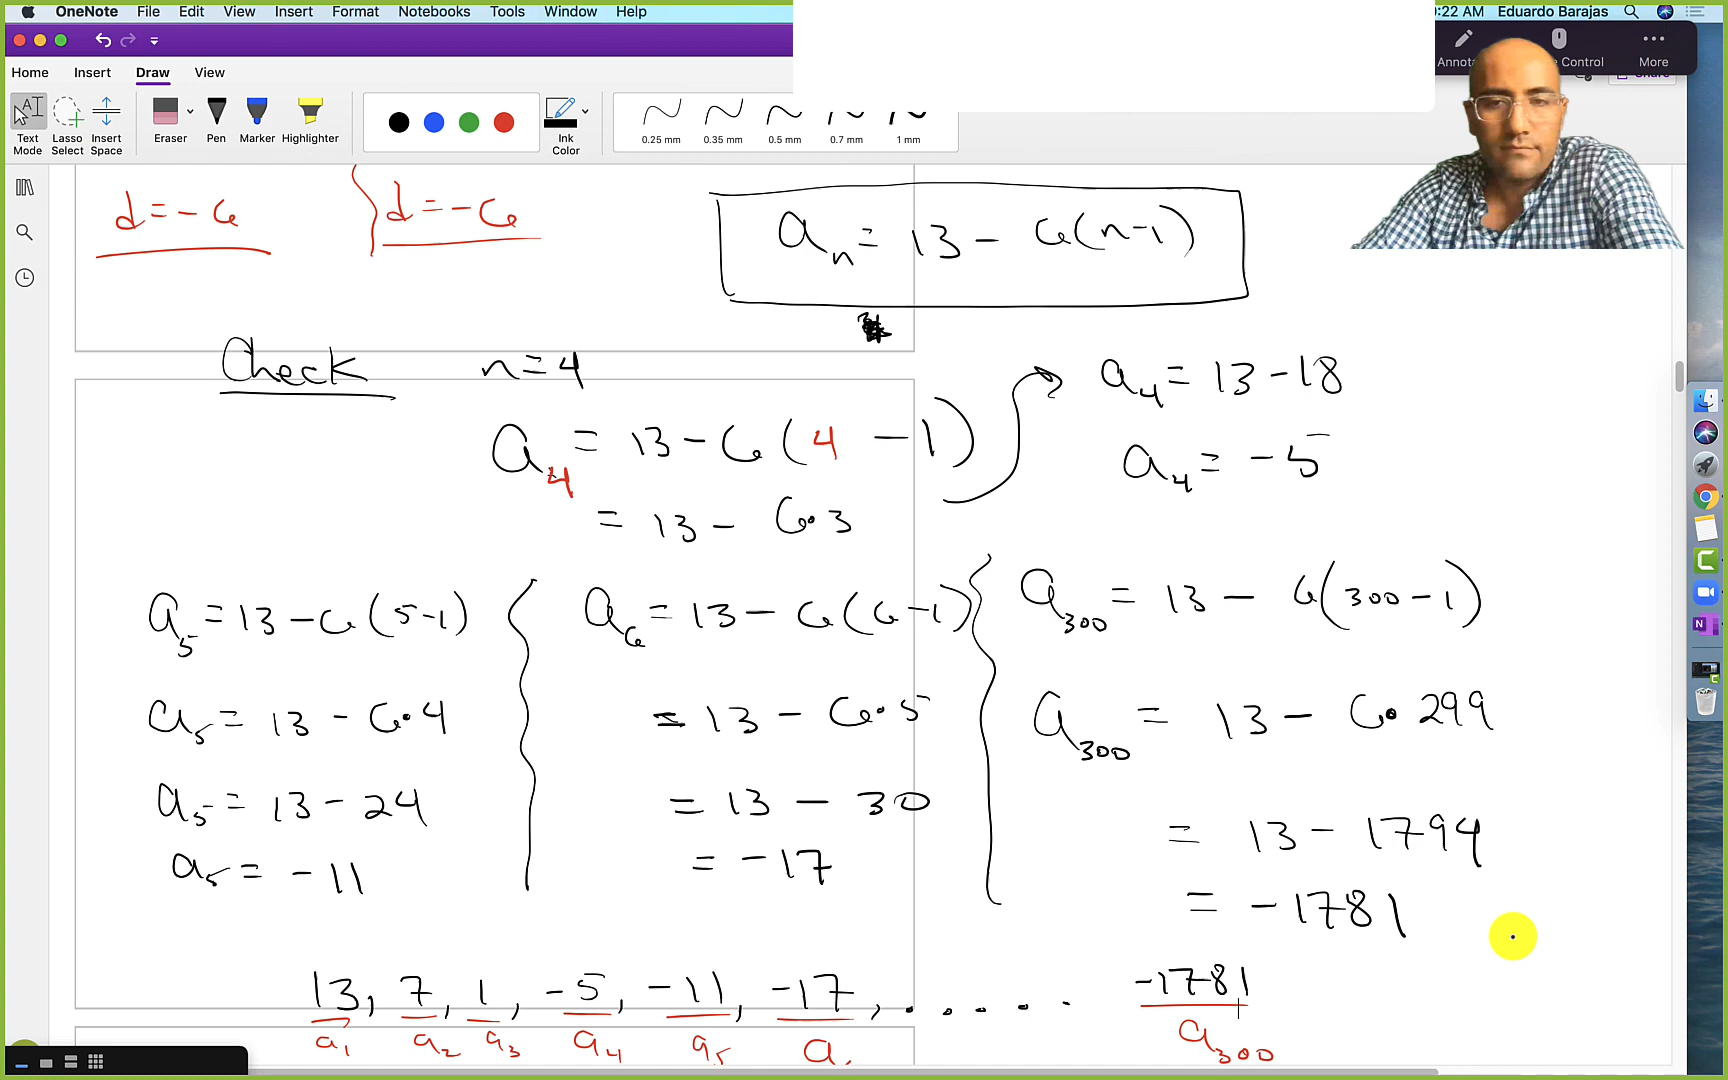 OneNote File Edit View Insert Format Notebooks Tools Window Help
:22 AM Eduardo Barajas
Control More
Home Insert Draw View
Text Mode
Lasso Select
Insert Space
Eraser
Pen
Marker
Highlighter
Ink Color
0.25 mm 0.35 mm 0.5 mm 0.7 mm 1 mm
d = -6
d = -6
aₙ = 13 - 6(n-1)
Check n = 4
a₄ = 13 - 6(4 - 1)
= 13 - 6•3
a₄ = 13 - 18
a₄ = -5
a₅ = 13 - 6(5-1)
a₅ = 13 - 6•4
a₅ = 13 - 24
a₅ = -11
a₆ = 13 - 6(6-1)
= 13 - 6•5
= 13 - 30
= -17
a₃₀₀ = 13 - 6(300-1)
a₃₀₀ = 13 - 6•299
= 13 - 1794
= -1781
13, 7, 1, -5, -11, -17, ...... -1781
a₁ a₂ a₃ a₄ a₅ a a₃₀₀